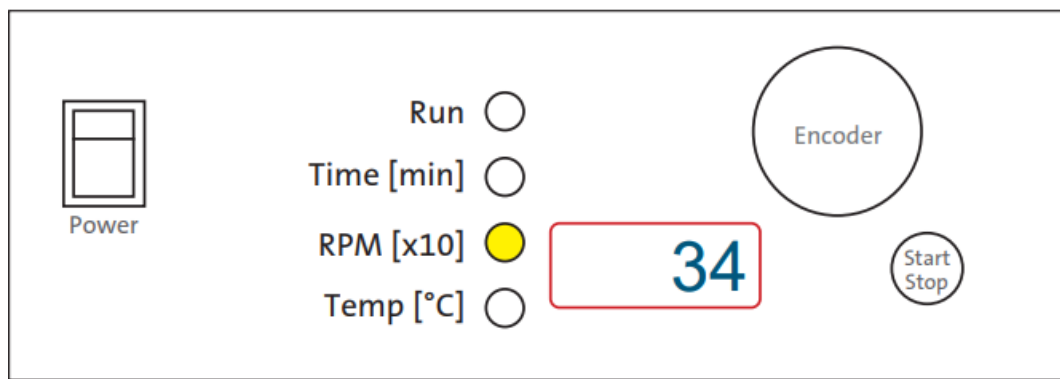 Run
Time [min]
RPM [x10]
Temp [°C]
Power
34
Encoder
Start
Stop